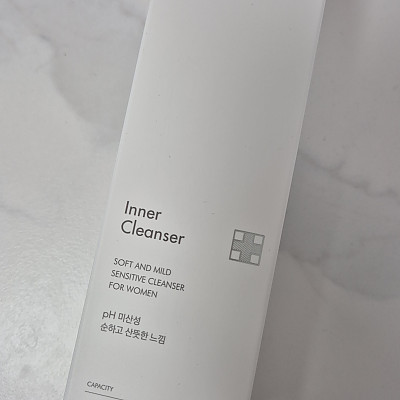 Inner
Cleanser
SOFT AND MILD
SENSITIVE CLEANSER
FOR WOMEN
pH 미산성
순하고 산뜻한 느낌
CAPACITY